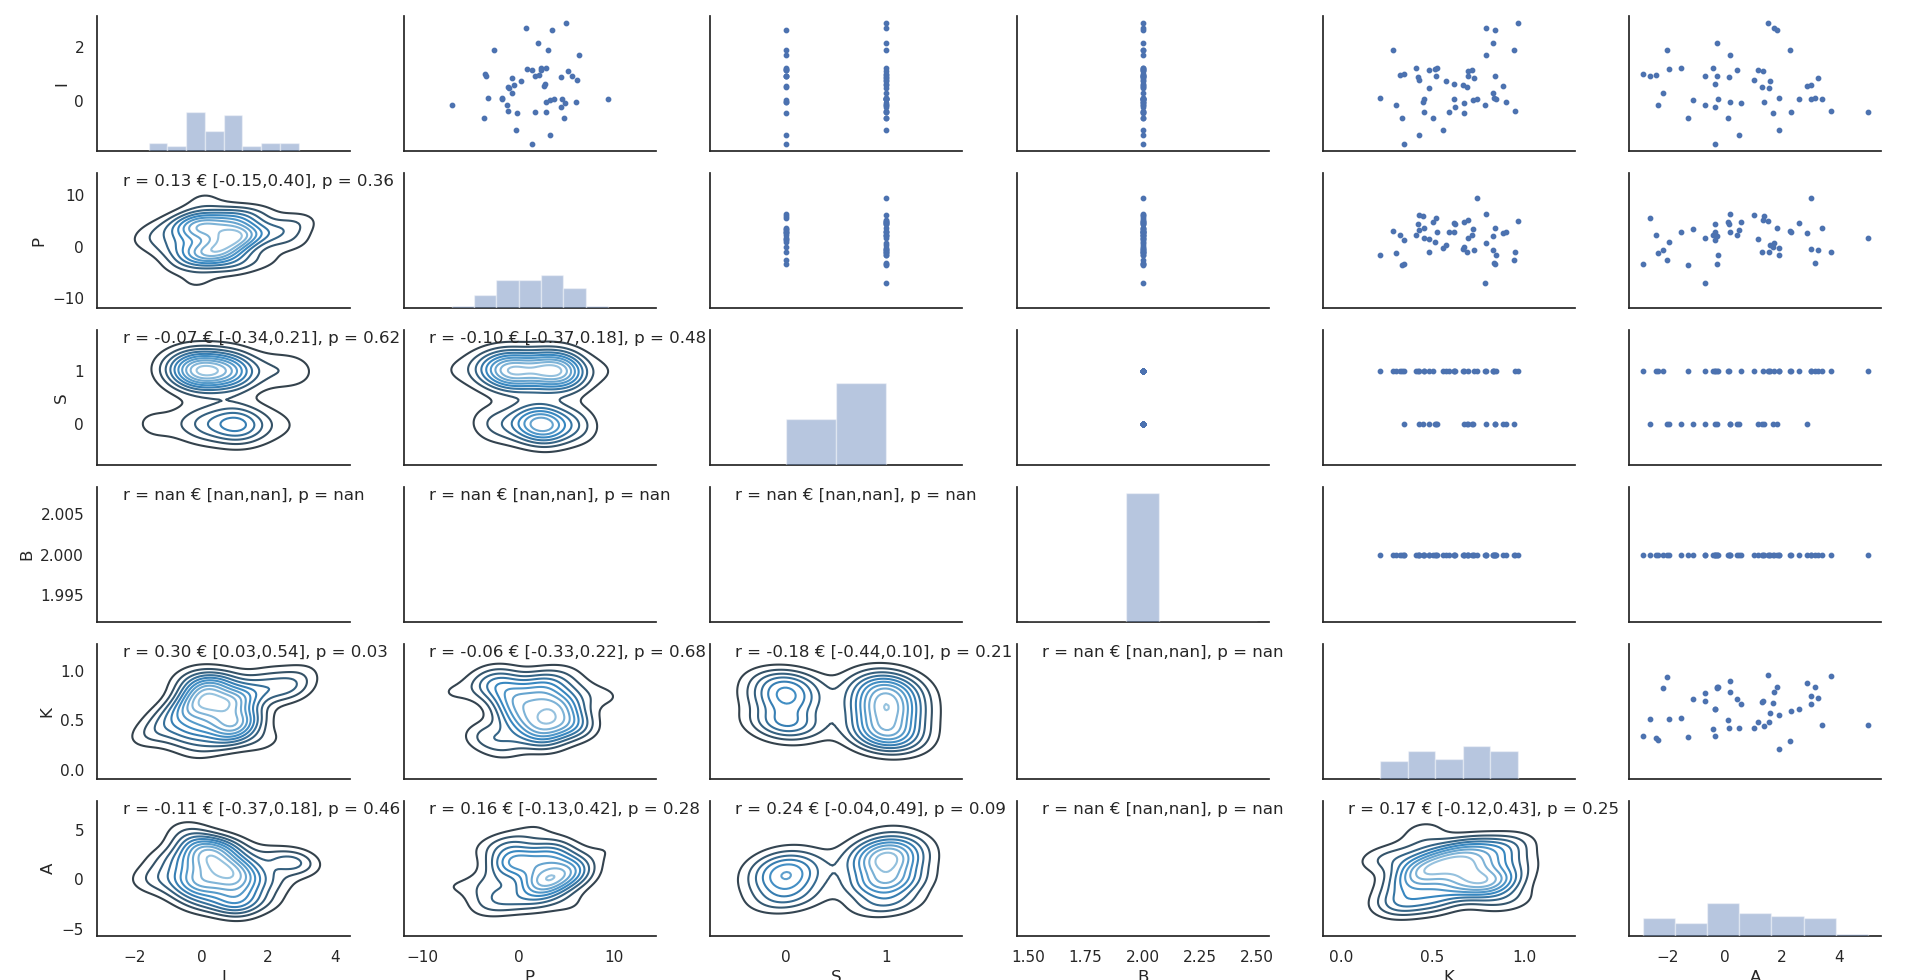 2
0
I
r = 0.13 € [-0.15,0.40], p = 0.36
10
0
−10
P
r = -0.07 € [-0.34,0.21], p = 0.62
r = -0.10 € [-0.37,0.18], p = 0.48
1
0
S
r = nan € [nan,nan], p = nan
r = nan € [nan,nan], p = nan
r = nan € [nan,nan], p = nan
2.005
2.000
1.995
B
r = 0.30 € [0.03,0.54], p = 0.03
r = -0.06 € [-0.33,0.22], p = 0.68
r = -0.18 € [-0.44,0.10], p = 0.21
r = nan € [nan,nan], p = nan
1.0
0.5
0.0
K
r = -0.11 € [-0.37,0.18], p = 0.46
r = 0.16 € [-0.13,0.42], p = 0.28
r = 0.24 € [-0.04,0.49], p = 0.09
r = nan € [nan,nan], p = nan
r = 0.17 € [-0.12,0.43], p = 0.25
5
0
−5
A
−2 0 2 4
−10 0 10
0 1
1.50 1.75 2.00 2.25 2.50
0.0 0.5 1.0
−2 0 2 4
I P S B K A